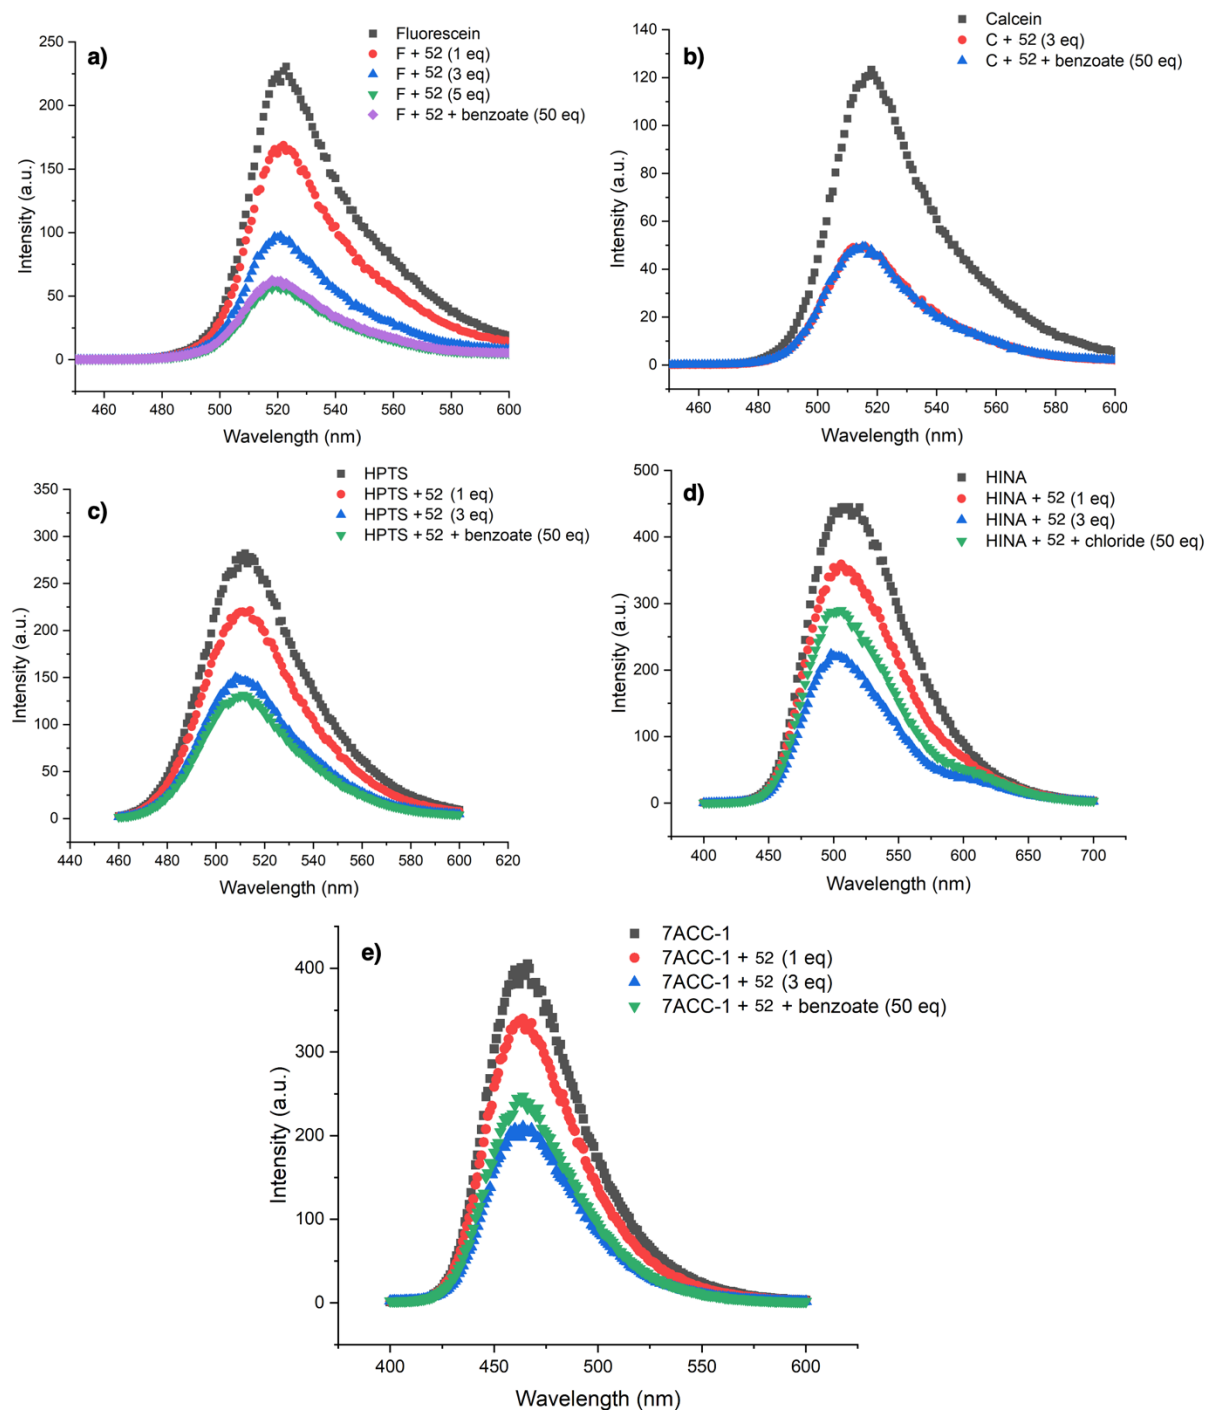 a)
Fluorescein
F + 52 (1 eq)
F + 52 (3 eq)
F + 52 (5 eq)
F + 52 + benzoate (50 eq)
250
200
150
100
50
0
Intensity (a.u.)
460 480 500 520 540 560 580 600
Wavelength (nm)
b)
Calcein
C + 52 (3 eq)
C + 52 + benzoate (50 eq)
140
120
100
80
60
40
20
0
Intensity (a.u.)
460 480 500 520 540 560 580 600
Wavelength (nm)
c)
HPTS
HPTS + 52 (1 eq)
HPTS + 52 (3 eq)
HPTS + 52 + benzoate (50 eq)
350
300
250
200
150
100
50
0
Intensity (a.u.)
440 460 480 500 520 540 560 580 600 620
Wavelength (nm)
d)
HINA
HINA + 52 (1 eq)
HINA + 52 (3 eq)
HINA + 52 + chloride (50 eq)
500
400
300
200
100
0
Intensity (a.u.)
400 450 500 550 600 650 700
Wavelength (nm)
e)
7ACC-1
7ACC-1 + 52 (1 eq)
7ACC-1 + 52 (3 eq)
7ACC-1 + 52 + benzoate (50 eq)
400
300
200
100
0
Intensity (a.u.)
400 450 500 550 600
Wavelength (nm)